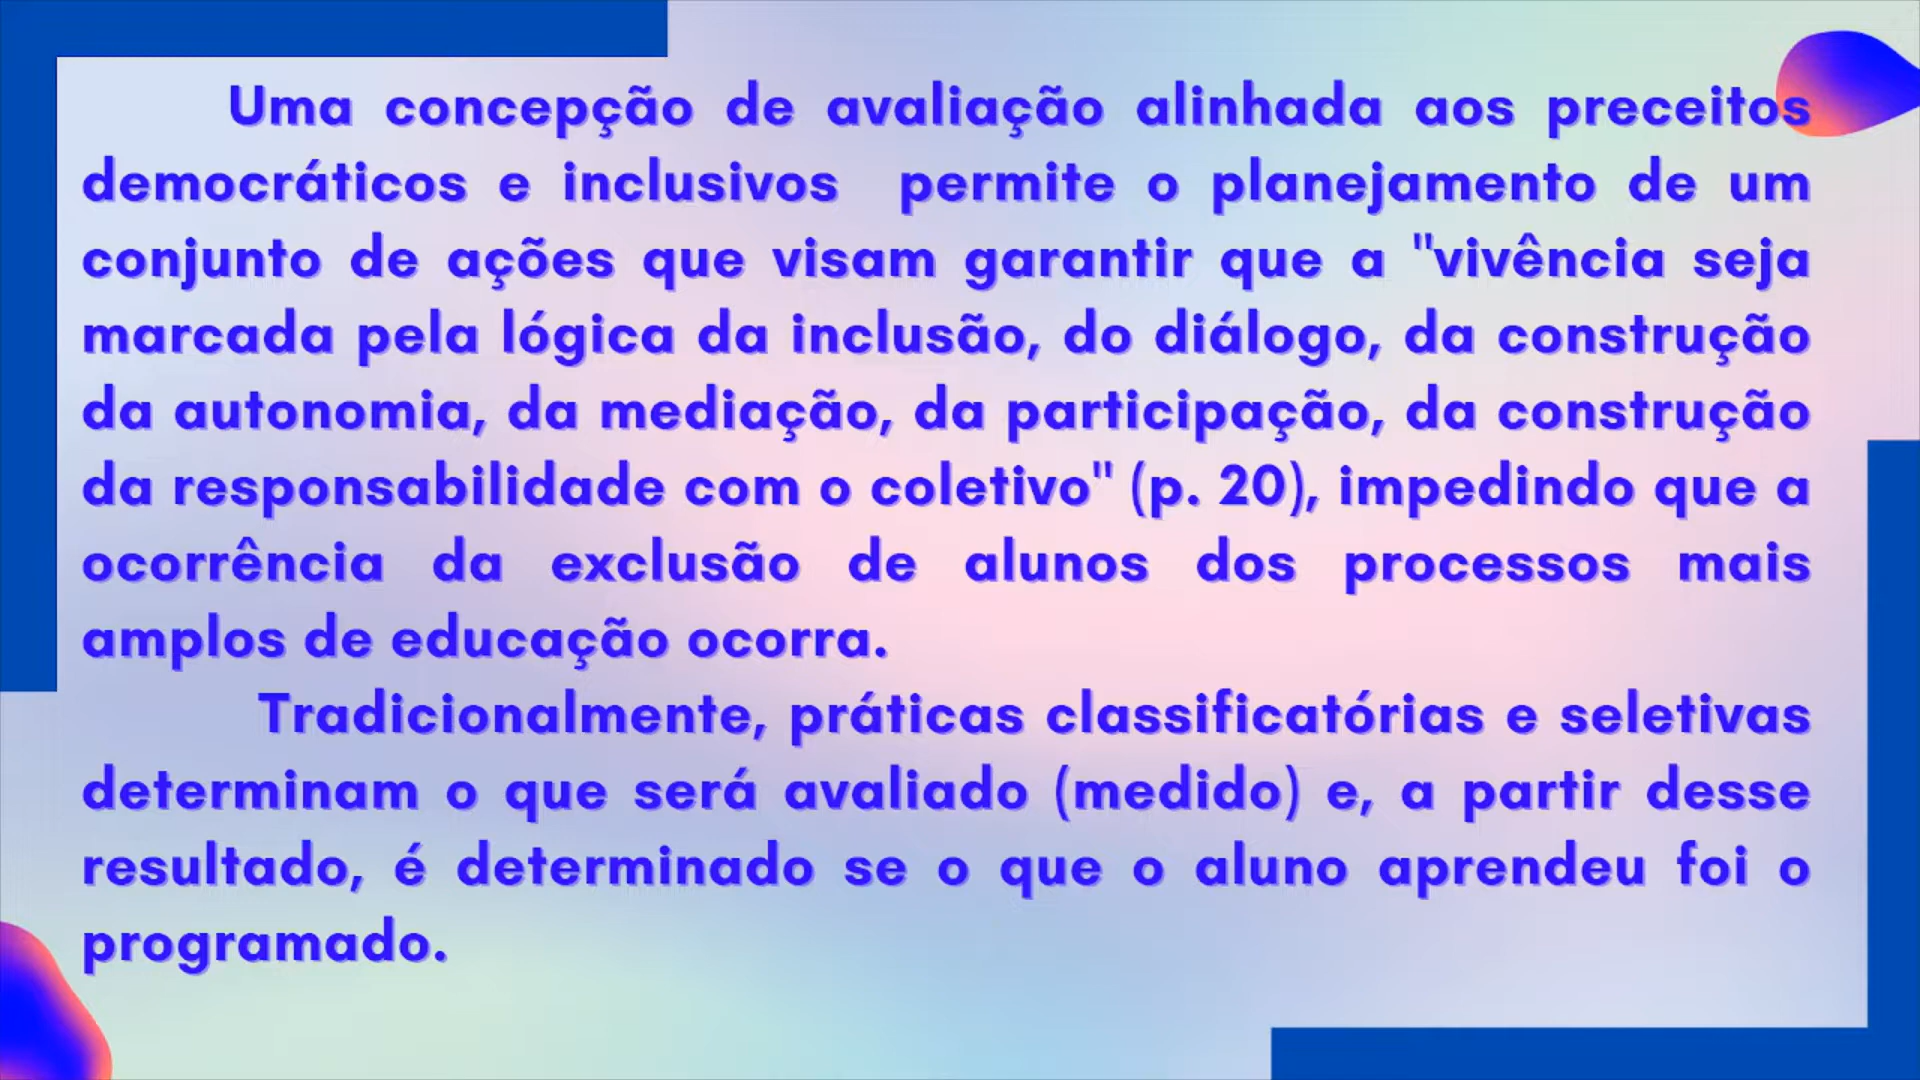 Uma concepção de avaliação alinhada aos preceitos
democráticos e inclusivos permite o planejamento de um
conjunto de ações que visam garantir que a "vivência seja
marcada pela lógica da inclusão, do diálogo, da construção
da autonomia, da mediação, da participação, da construção
da responsabilidade com o coletivo" (p. 20), impedindo que a
ocorrência da exclusão de alunos dos processos mais
amplos de educação ocorra.
Tradicionalmente, práticas classificatórias e seletivas
determinam o que será avaliado (medido) e, a partir desse
resultado, é determinado se o que o aluno aprendeu foi o
programado.